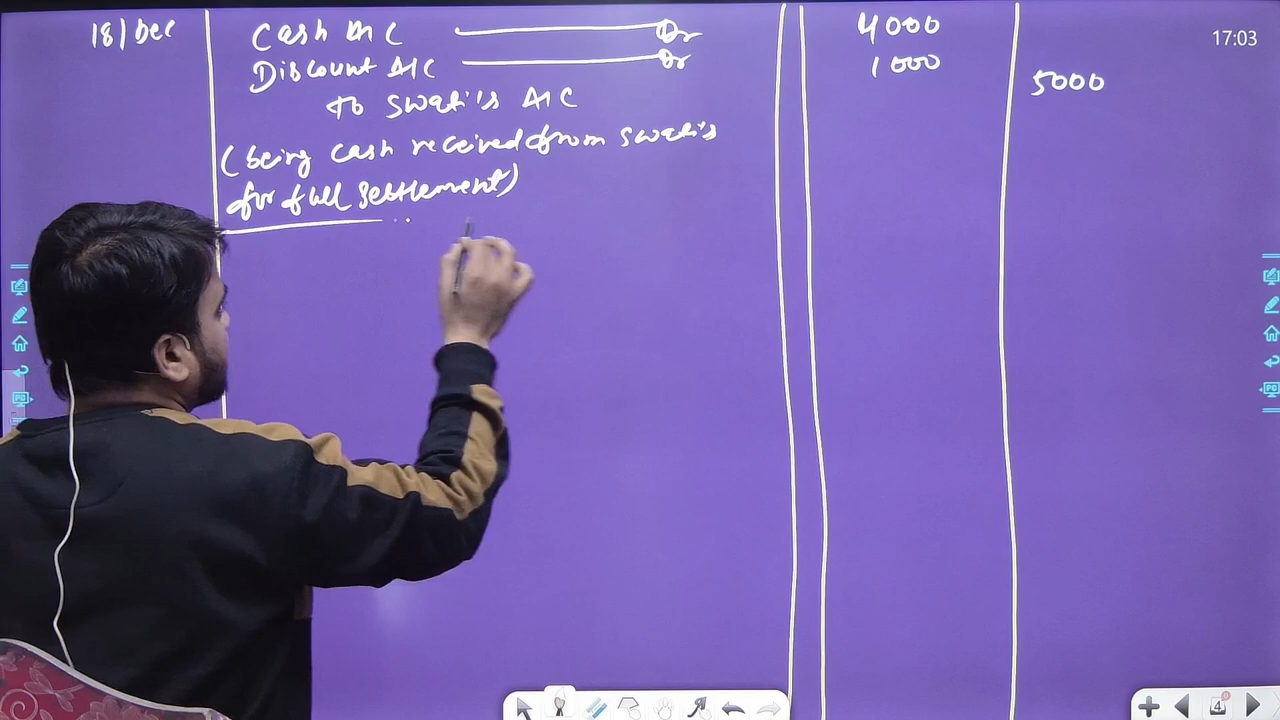 18/Dec Cash A/C Dr 4000
Discount A/C Dr 1000
To Swati's A/C 5000
(being cash received from Swati's
for full settlement)
17:03
4